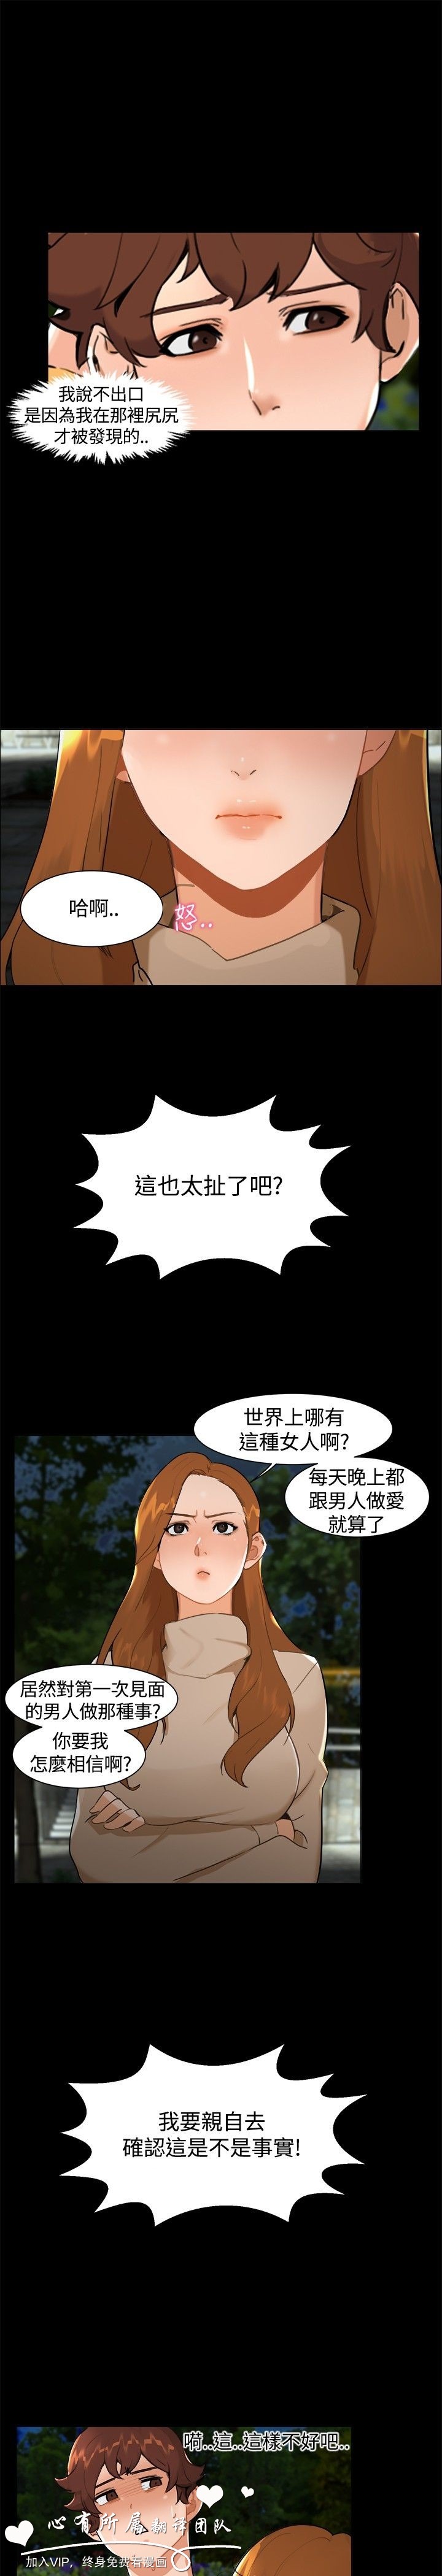 我說不出口
是因為我在那裡尻尻
才被發現的..
哈啊..
怒..
這也太扯了吧?
世界上哪有
這種女人啊?
每天晚上都
跟男人做愛
就算了
居然對第一次見面
的男人做那種事?
你要我
怎麼相信啊?
我要親自去
確認這是不是事實!
嗬..這..這樣不好吧..
心有所属翻译团队
加入VIP，终身免费看漫画